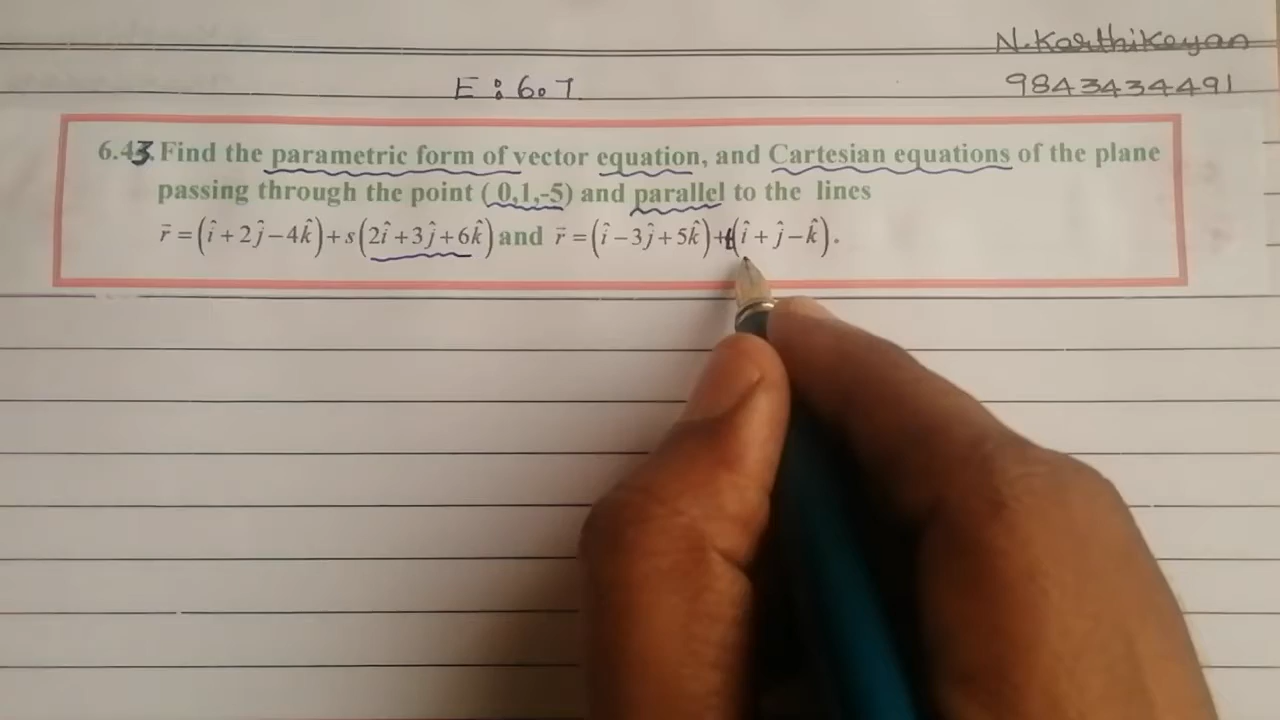 N.Karthikeyan
E : 6.7
9843434491
6.43. Find the parametric form of vector equation, and Cartesian equations of the plane
passing through the point ( 0,1,-5) and parallel to the lines
r⃗ = (î + 2ĵ − 4k̂) + s(2î + 3ĵ + 6k̂) and r⃗ = (î − 3ĵ + 5k̂) + t(î + ĵ − k̂).